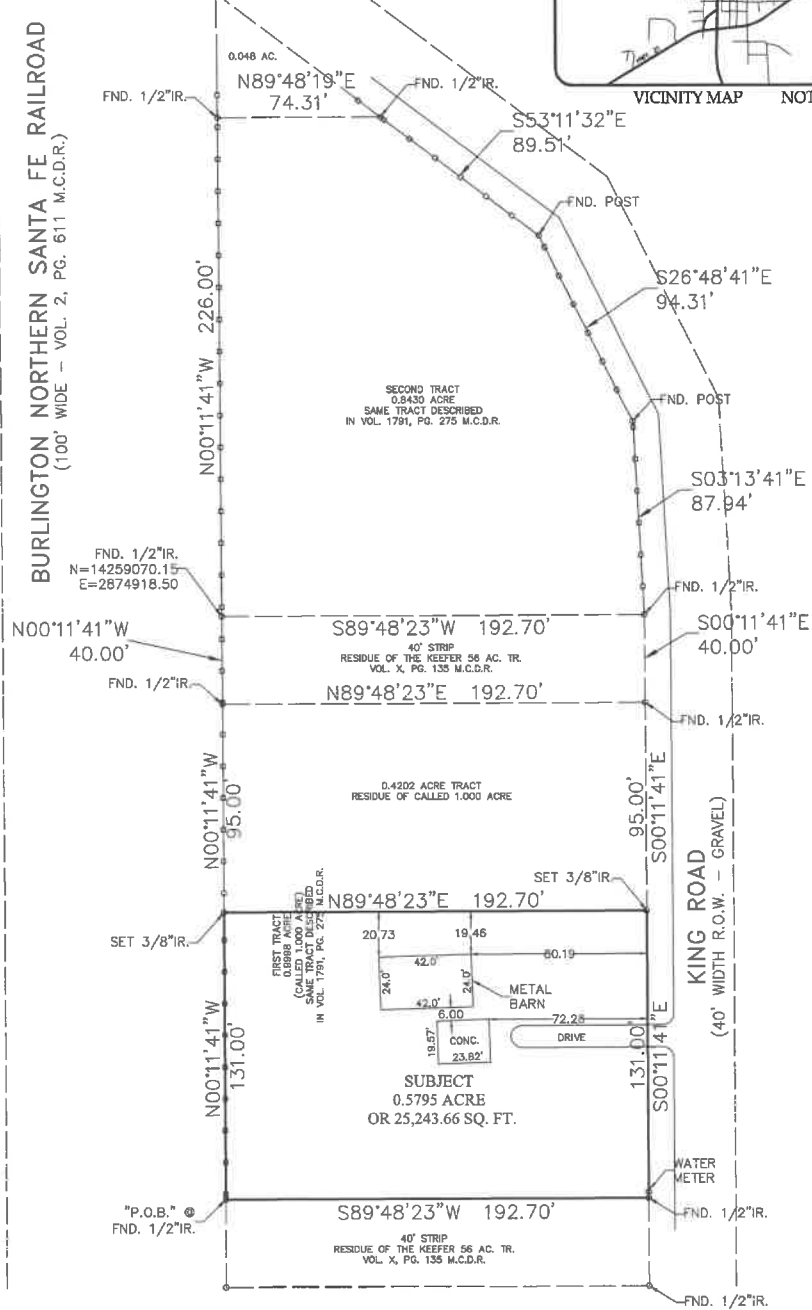 VICINITY MAP
NOT
BURLINGTON NORTHERN SANTA FE RAILROAD
(100' WIDE - VOL. 2, PG. 611 M.C.D.R.)
0.048 AC.
N89°48'19"E
74.31'
FND. 1/2"IR.
FND. 1/2"IR.
S53°11'32"E
89.51'
FND. POST
N00°11'41"W 226.00'
S26°48'41"E
94.31'
SECOND TRACT
0.8430 ACRE
SAME TRACT DESCRIBED
IN VOL. 1791, PG. 275 M.C.D.R.
FND. POST
S03°13'41"E
87.94'
FND. 1/2"IR.
N=14259070.15
E=2874918.50
FND. 1/2"IR.
N00°11'41"W
40.00'
S89°48'23"W 192.70'
S00°11'41"E
40.00'
40' STRIP
RESIDUE OF THE KEEFER 56 AC. TR.
VOL. X, PG. 135 M.C.D.R.
FND. 1/2"IR.
N89°48'23"E 192.70'
FND. 1/2"IR.
N00°11'41"W
95.00'
0.4202 ACRE TRACT
RESIDUE OF CALLED 1.000 ACRE
95.00'
S00°11'41"E
KING ROAD
(40' WIDTH R.O.W. - GRAVEL)
SET 3/8"IR.
N89°48'23"E 192.70'
SET 3/8"IR.
FIRST TRACT
0.9998 ACRE
(CALLED 1.000 ACRE)
SAME TRACT DESCRIBED
IN VOL. 1791, PG. 275 M.C.D.R.
20.73
19.46
42.0'
80.19
24.0'
24.0'
METAL
BARN
42.0'
6.00
72.28
19.57'
CONC.
23.82'
DRIVE
N00°11'41"W
131.00'
131.00'
S00°11'41"E
SUBJECT
0.5795 ACRE
OR 25,243.66 SQ. FT.
WATER
METER
"P.O.B." @
FND. 1/2"IR.
S89°48'23"W 192.70'
FND. 1/2"IR.
40' STRIP
RESIDUE OF THE KEEFER 56 AC. TR.
VOL. X, PG. 135 M.C.D.R.
FND. 1/2"IR.